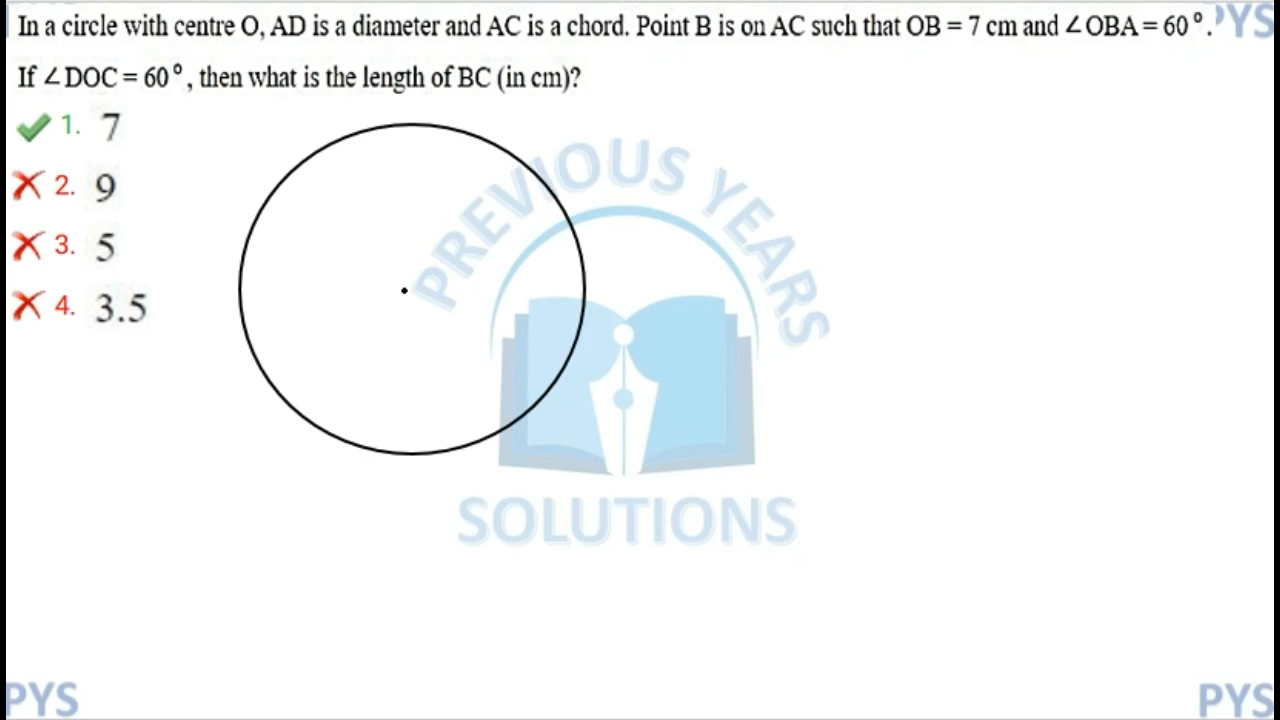 In a circle with centre O, AD is a diameter and AC is a chord. Point B is on AC such that OB = 7 cm and ∠OBA = 60°.
If ∠DOC = 60°, then what is the length of BC (in cm)?
1. 7
2. 9
3. 5
4. 3.5
PREVIOUS YEARS
SOLUTIONS
PYS
PYS
PYS